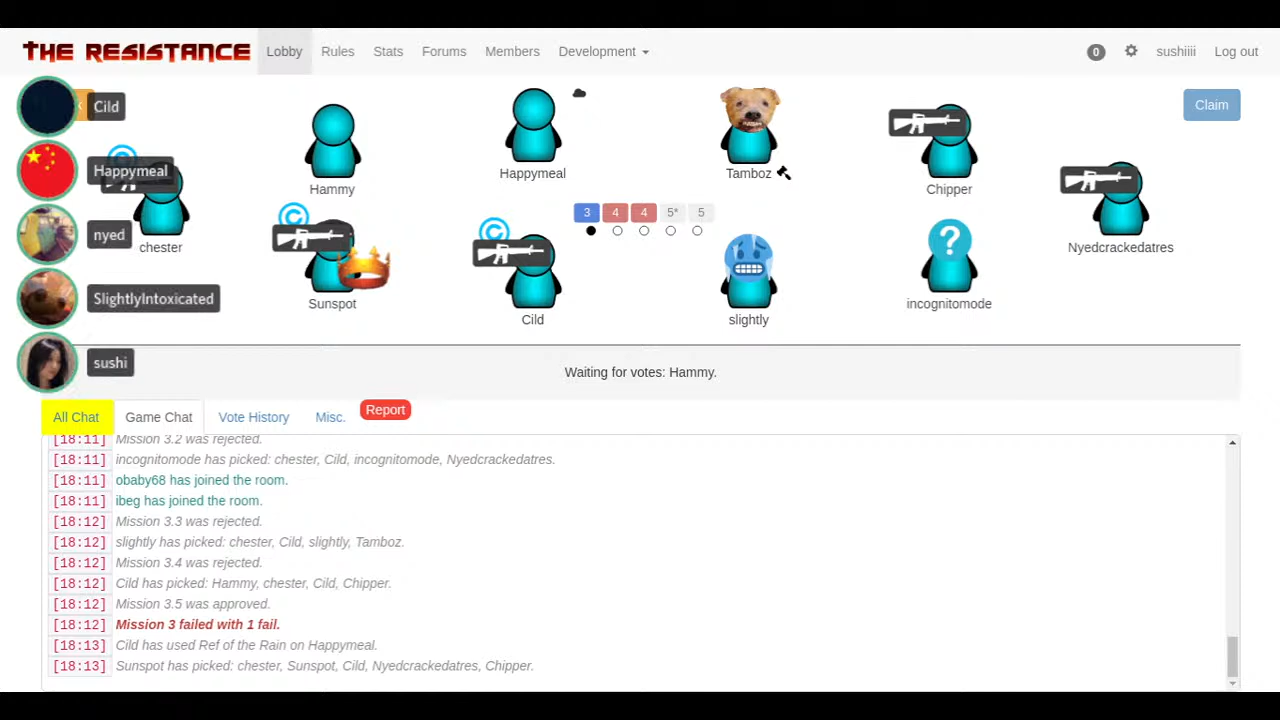 THE RESISTANCE Lobby Rules Stats Forums Members Development 0 sushiiii Log out
Cild
Claim
Happymeal
nyed
SlightlyIntoxicated
sushi
Hammy
Happymeal
Tamboz
Chipper
chester
Nyedcrackedatres
3 4 4 5* 5
Sunspot
Cild
slightly
?
incognitomode
Waiting for votes: Hammy.
All Chat Game Chat Vote History Misc. Report
[18:11] Mission 3.2 was rejected.
[18:11] incognitomode has picked: chester, Cild, incognitomode, Nyedcrackedatres.
[18:11] obaby68 has joined the room.
[18:11] ibeg has joined the room.
[18:12] Mission 3.3 was rejected.
[18:12] slightly has picked: chester, Cild, slightly, Tamboz.
[18:12] Mission 3.4 was rejected.
[18:12] Cild has picked: Hammy, chester, Cild, Chipper.
[18:12] Mission 3.5 was approved.
[18:12] Mission 3 failed with 1 fail.
[18:13] Cild has used Ref of the Rain on Happymeal.
[18:13] Sunspot has picked: chester, Sunspot, Cild, Nyedcrackedatres, Chipper.